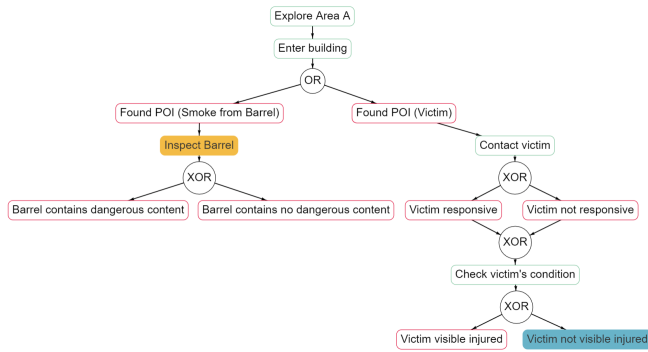 Explore Area A
Enter building
OR
Found POI (Smoke from Barrel)
Found POI (Victim)
Inspect Barrel
Contact victim
XOR
XOR
Barrel contains dangerous content
Barrel contains no dangerous content
Victim responsive
Victim not responsive
XOR
Check victim's condition
XOR
Victim visible injured
Victim not visible injured